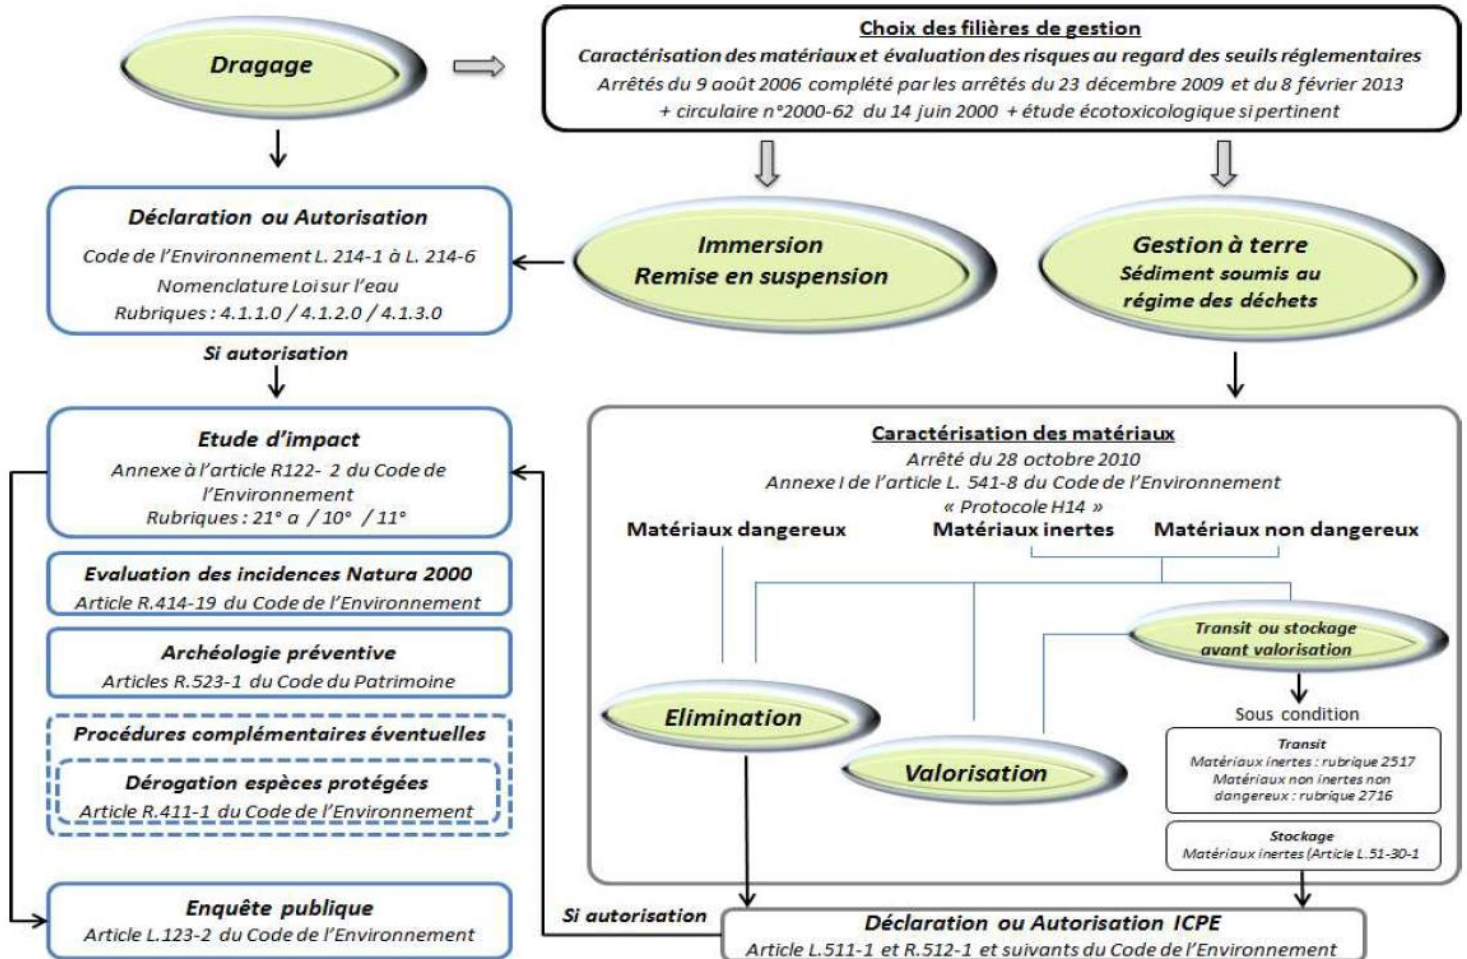 Dragage
Choix des filières de gestion
Caractérisation des matériaux et évaluation des risques au regard des seuils réglementaires
Arrêtés du 9 août 2006 complété par les arrêtés du 23 décembre 2009 et du 8 février 2013
+ circulaire n°2000-62 du 14 juin 2000 + étude écotoxicologique si pertinent
Déclaration ou Autorisation
Code de l'Environnement L. 214-1 à L. 214-6
Nomenclature Loi sur l'eau
Rubriques : 4.1.1.0 / 4.1.2.0 / 4.1.3.0
Immersion
Remise en suspension
Gestion à terre
Sédiment soumis au
régime des déchets
Si autorisation
Etude d'impact
Annexe à l'article R122- 2 du Code de
l'Environnement
Rubriques : 21° a / 10° / 11°
Evaluation des incidences Natura 2000
Article R.414-19 du Code de l'Environnement
Archéologie préventive
Articles R.523-1 du Code du Patrimoine
Procédures complémentaires éventuelles
Dérogation espèces protégées
Article R.411-1 du Code de l'Environnement
Enquête publique
Article L.123-2 du Code de l'Environnement
Caractérisation des matériaux
Arrêté du 28 octobre 2010
Annexe I de l'article L. 541-8 du Code de l'Environnement
« Protocole H14 »
Matériaux dangereux
Matériaux inertes
Matériaux non dangereux
Transit ou stockage
avant valorisation
Elimination
Valorisation
Sous condition
Transit
Matériaux inertes : rubrique 2517
Matériaux non inertes non
dangereux : rubrique 2716
Stockage
Matériaux inertes (Article L.51-30-1
Si autorisation
Déclaration ou Autorisation ICPE
Article L.511-1 et R.512-1 et suivants du Code de l'Environnement